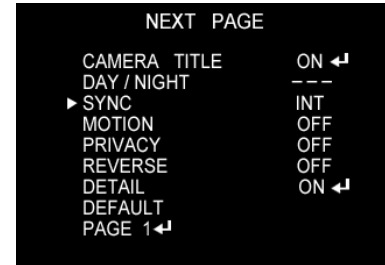 NEXT PAGE
CAMERA TITLE ON ↵
DAY / NIGHT ---
▶ SYNC INT
MOTION OFF
PRIVACY OFF
REVERSE OFF
DETAIL ON ↵
DEFAULT
PAGE 1↵